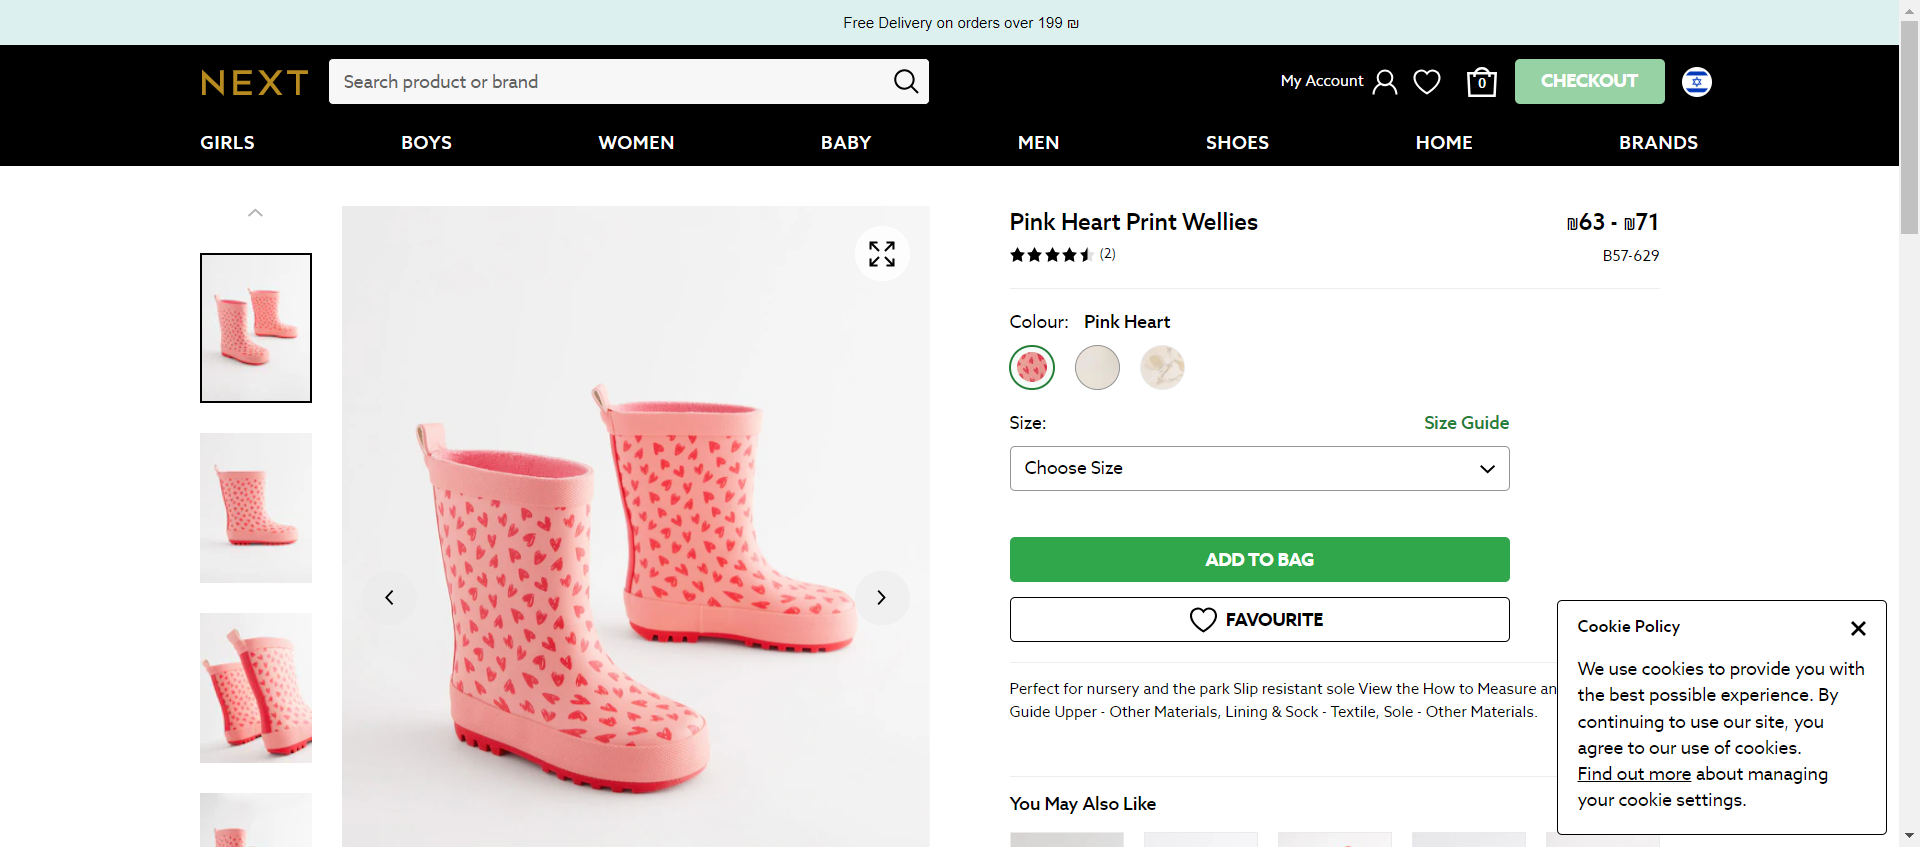 Free Delivery on orders over 199 ₪
NEXT
Search product or brand
My Account
0
CHECKOUT
GIRLS
BOYS
WOMEN
BABY
MEN
SHOES
HOME
BRANDS
Pink Heart Print Wellies
₪63 - ₪71
(2)
B57-629
Colour: Pink Heart
Size:
Size Guide
Choose Size
ADD TO BAG
FAVOURITE
Perfect for nursery and the park Slip resistant sole View the How to Measure an
Guide Upper - Other Materials, Lining & Sock - Textile, Sole - Other Materials.
You May Also Like
Cookie Policy
We use cookies to provide you with
the best possible experience. By
continuing to use our site, you
agree to our use of cookies.
Find out more about managing
your cookie settings.